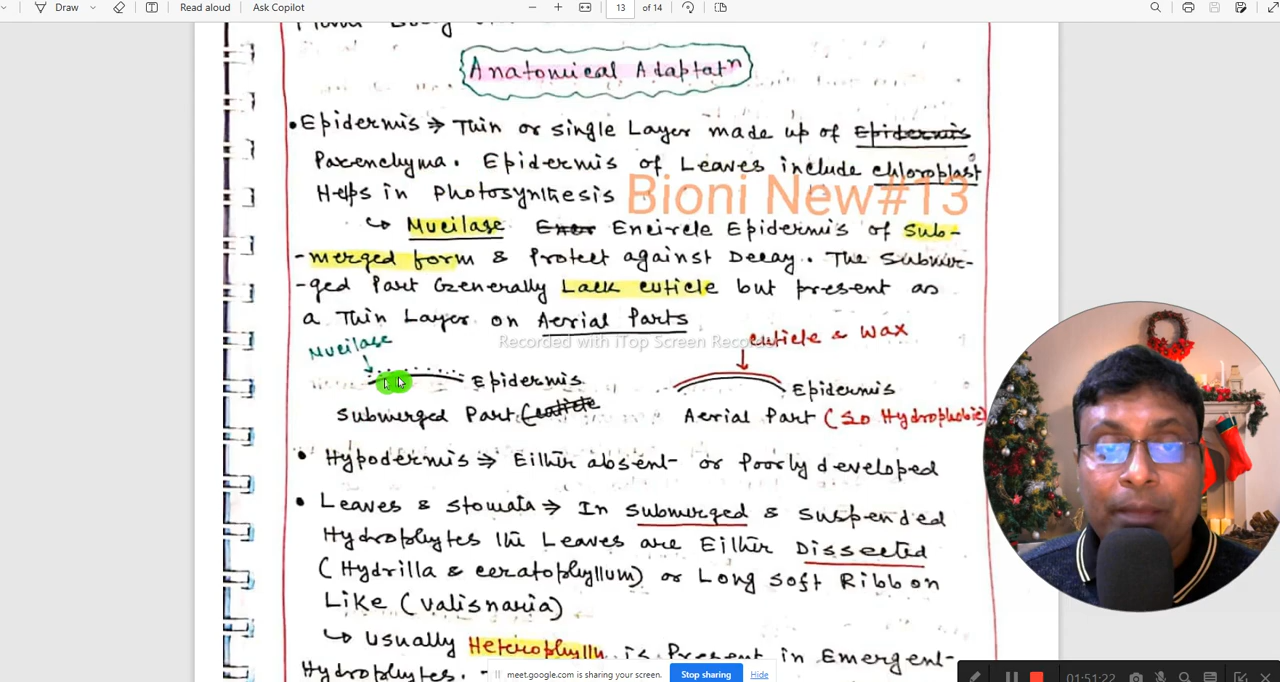 Draw
Read aloud
Ask Copilot
13 of 14
Anatomical Adaptatn
• Epidermis → Thin or single Layer made up of Epidermis
Parenchyma. Epidermis of Leaves include chloroplast
Helps in Photosynthesis
Bioni New#13
↳ Mucilase Encircle Epidermis of Sub-
-merged form & Protect against Decay. The Submer-
-ged Part Generally Lack cuticle but present as
a Thin Layer on Aerial Parts
Mucilase
cuticle & wax
Recorded with iTop Screen
Epidermis
Epidermis
Submerged Part (cuticle
Aerial Part (So Hydrophobic)
• Hypodermis → Either absent- or Poorly developed
• Leaves & Stomata → In Submerged & Suspended
Hydrophytes the Leaves are Either Dissected
(Hydrilla & ceratophyllum) or Long soft Ribbon
Like (Valisnaria)
↳ usually Heterophylly is Present in Emergent-
Hydrophytes.
meet.google.com is sharing your screen.
Stop sharing
Hide
01:51:22